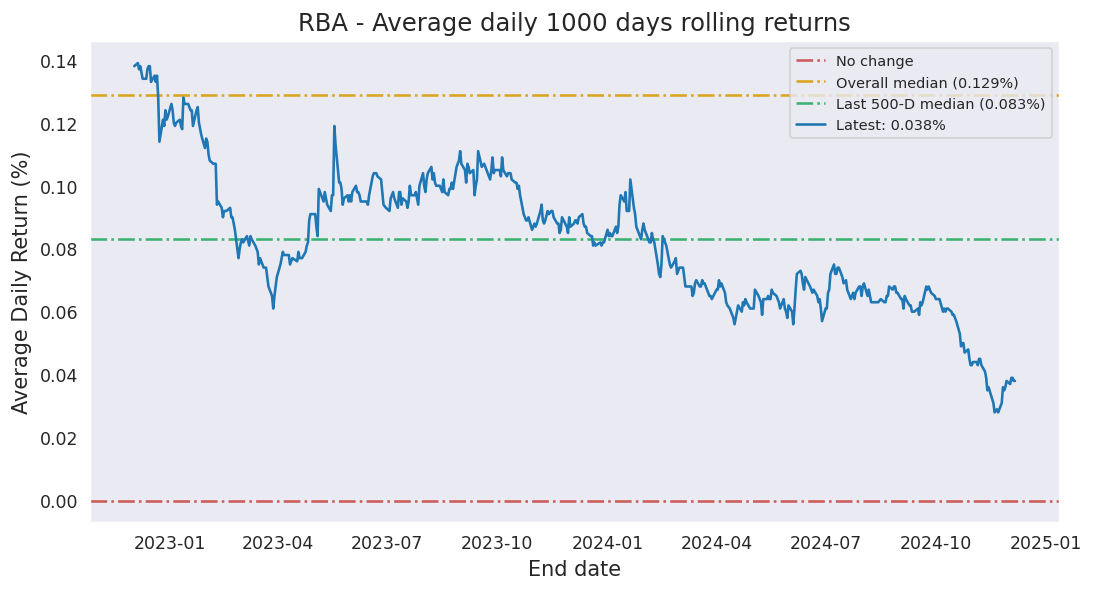 RBA - Average daily 1000 days rolling returns
No change
Overall median (0.129%)
Last 500-D median (0.083%)
Latest: 0.038%
Average Daily Return (%)
0.14
0.12
0.10
0.08
0.06
0.04
0.02
0.00
2023-01 2023-04 2023-07 2023-10 2024-01 2024-04 2024-07 2024-10 2025-01
End date